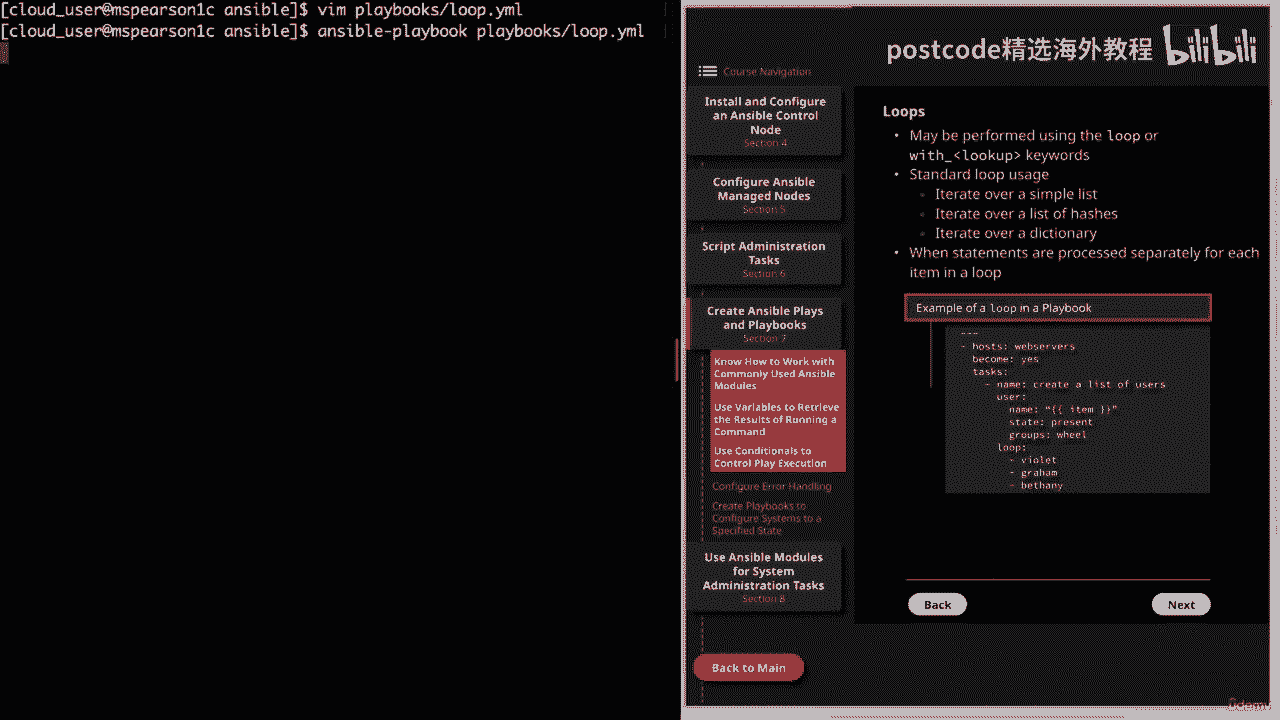 [cloud_user@mspearson1c ansible]$ vim playbooks/loop.yml
[cloud_user@mspearson1c ansible]$ ansible-playbook playbooks/loop.yml
postcode精选海外教程 bilibili
Course Navigation
Install and Configure
an Ansible Control
Node
Section 4
Configure Ansible
Managed Nodes
Section 5
Script Administration
Tasks
Section 6
Create Ansible Plays
and Playbooks
Section 7
Know How to Work with
Commonly Used Ansible
Modules
Use Variables to Retrieve
the Results of Running a
Command
Use Conditionals to
Control Play Execution
Configure Error Handling
Create Playbooks to
Configure Systems to a
Specified State
Use Ansible Modules
for System
Administration Tasks
Section 8
Back to Main
Loops
• May be performed using the loop or
with_<lookup> keywords
• Standard loop usage
Iterate over a simple list
Iterate over a list of hashes
Iterate over a dictionary
• When statements are processed separately for each
item in a loop
Example of a loop in a Playbook
---
- hosts: webservers
become: yes
tasks:
- name: create a list of users
user:
name: "{{ item }}"
state: present
groups: wheel
loop:
- violet
- graham
- bethany
Back
Next
Udemy